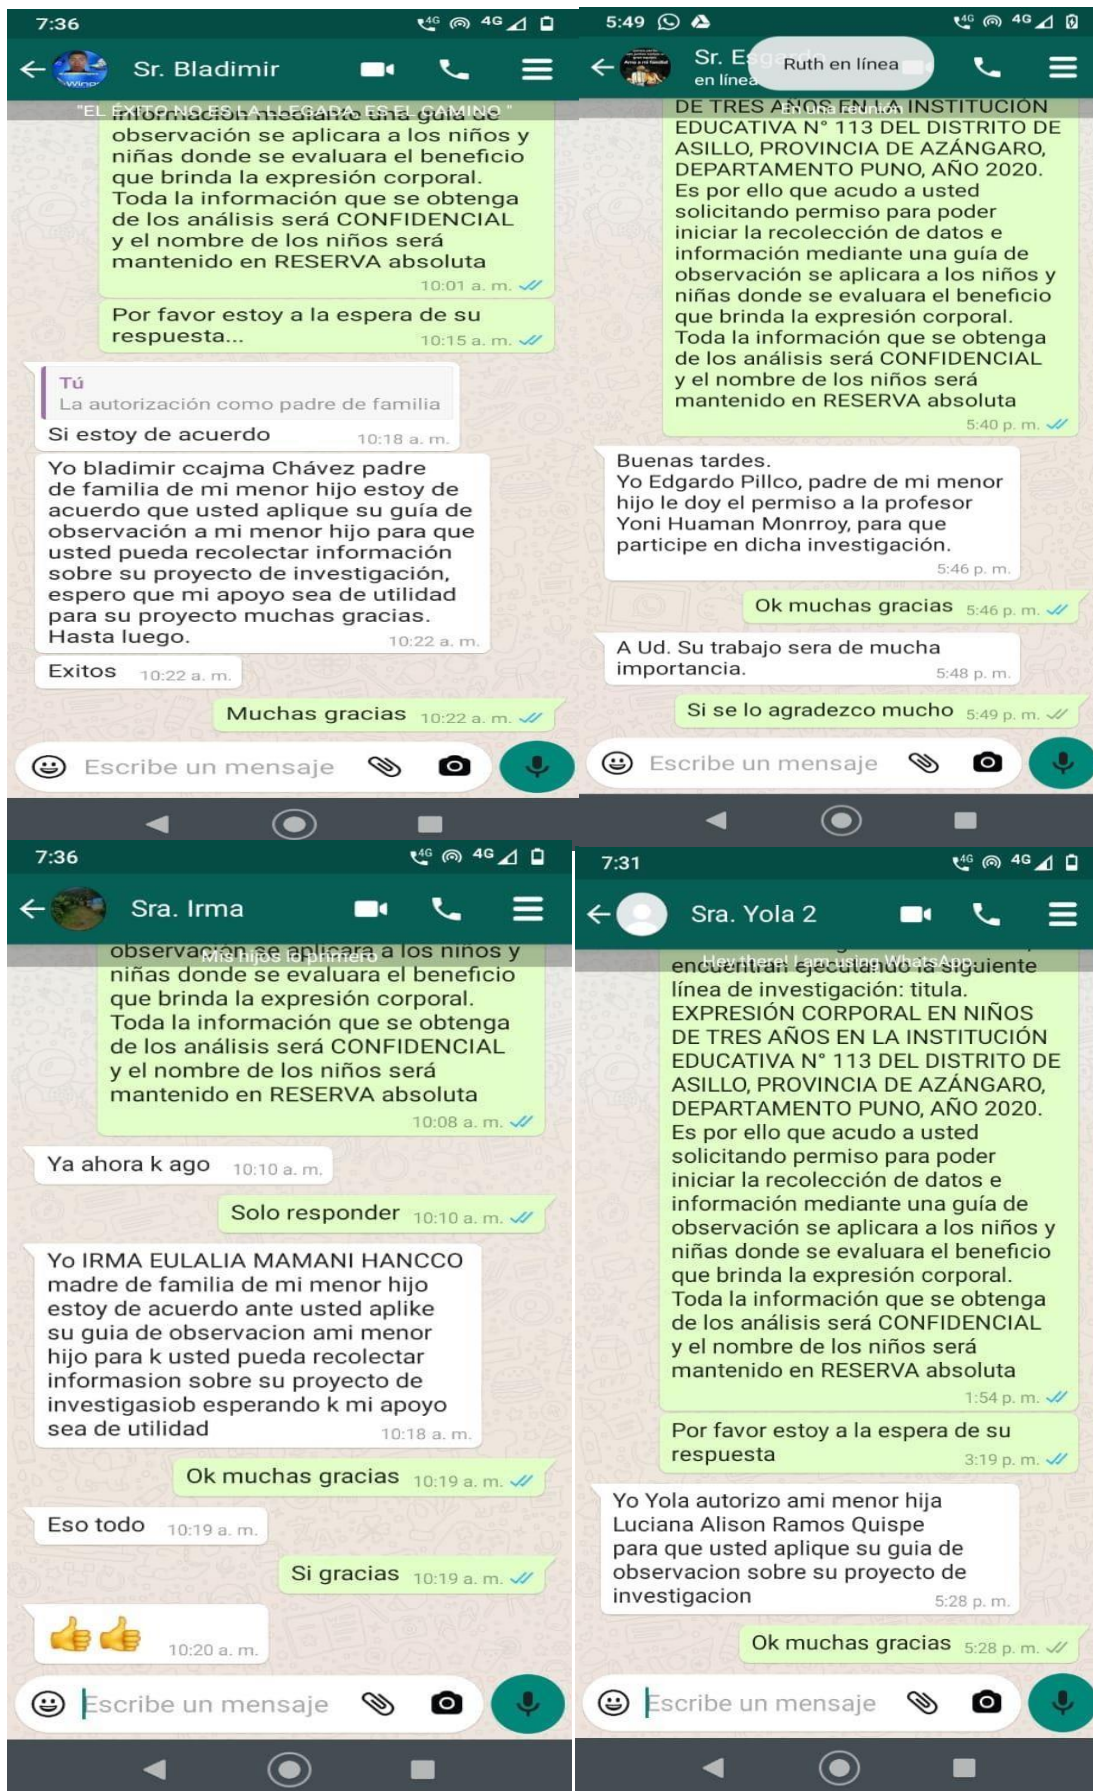 7:36
4G 4G
Sr. Bladimir
"EL ÉXITO NO ES LA LLEGADA, ES EL CAMINO "
información mediante una guía de
observación se aplicara a los niños y
niñas donde se evaluara el beneficio
que brinda la expresión corporal.
Toda la información que se obtenga
de los análisis será CONFIDENCIAL
y el nombre de los niños será
mantenido en RESERVA absoluta
10:01 a. m.
Por favor estoy a la espera de su
respuesta...
10:15 a. m.
Tú
La autorización como padre de familia
Si estoy de acuerdo
10:18 a. m.
Yo bladimir ccajma Chávez padre
de familia de mi menor hijo estoy de
acuerdo que usted aplique su guía de
observación a mi menor hijo para que
usted pueda recolectar información
sobre su proyecto de investigación,
espero que mi apoyo sea de utilidad
para su proyecto muchas gracias.
Hasta luego.
10:22 a. m.
Exitos
10:22 a. m.
Muchas gracias
10:22 a. m.
Escribe un mensaje
5:49
4G 4G
Sr. Esgardo
en línea
Ruth en línea
En una reunión
DE TRES AÑOS EN LA INSTITUCIÓN
EDUCATIVA N° 113 DEL DISTRITO DE
ASILLO, PROVINCIA DE AZÁNGARO,
DEPARTAMENTO PUNO, AÑO 2020.
Es por ello que acudo a usted
solicitando permiso para poder
iniciar la recolección de datos e
información mediante una guía de
observación se aplicara a los niños y
niñas donde se evaluara el beneficio
que brinda la expresión corporal.
Toda la información que se obtenga
de los análisis será CONFIDENCIAL
y el nombre de los niños será
mantenido en RESERVA absoluta
5:40 p. m.
Buenas tardes.
Yo Edgardo Pillco, padre de mi menor
hijo le doy el permiso a la profesor
Yoni Huaman Monrroy, para que
participe en dicha investigación.
5:46 p. m.
Ok muchas gracias
5:46 p. m.
A Ud. Su trabajo sera de mucha
importancia.
5:48 p. m.
Si se lo agradezco mucho
5:49 p. m.
Escribe un mensaje
7:36
4G 4G
Sra. Irma
Mis hijos lo primero
observación se aplicara a los niños y
niñas donde se evaluara el beneficio
que brinda la expresión corporal.
Toda la información que se obtenga
de los análisis será CONFIDENCIAL
y el nombre de los niños será
mantenido en RESERVA absoluta
10:08 a. m.
Ya ahora k ago
10:10 a. m.
Solo responder
10:10 a. m.
Yo IRMA EULALIA MAMANI HANCCO
madre de familia de mi menor hijo
estoy de acuerdo ante usted aplike
su guia de observacion ami menor
hijo para k usted pueda recolectar
informasion sobre su proyecto de
investigasiob esperando k mi apoyo
sea de utilidad
10:18 a. m.
Ok muchas gracias
10:19 a. m.
Eso todo
10:19 a. m.
Si gracias
10:19 a. m.
10:20 a. m.
Escribe un mensaje
7:31
4G 4G
Sra. Yola 2
Hey there! I am using WhatsApp.
encuentran ejecutando la siguiente
línea de investigación: titula.
EXPRESIÓN CORPORAL EN NIÑOS
DE TRES AÑOS EN LA INSTITUCIÓN
EDUCATIVA N° 113 DEL DISTRITO DE
ASILLO, PROVINCIA DE AZÁNGARO,
DEPARTAMENTO PUNO, AÑO 2020.
Es por ello que acudo a usted
solicitando permiso para poder
iniciar la recolección de datos e
información mediante una guía de
observación se aplicara a los niños y
niñas donde se evaluara el beneficio
que brinda la expresión corporal.
Toda la información que se obtenga
de los análisis será CONFIDENCIAL
y el nombre de los niños será
mantenido en RESERVA absoluta
1:54 p. m.
Por favor estoy a la espera de su
respuesta
3:19 p. m.
Yo Yola autorizo ami menor hija
Luciana Alison Ramos Quispe
para que usted aplique su guia de
observacion sobre su proyecto de
investigacion
5:28 p. m.
Ok muchas gracias
5:28 p. m.
Escribe un mensaje